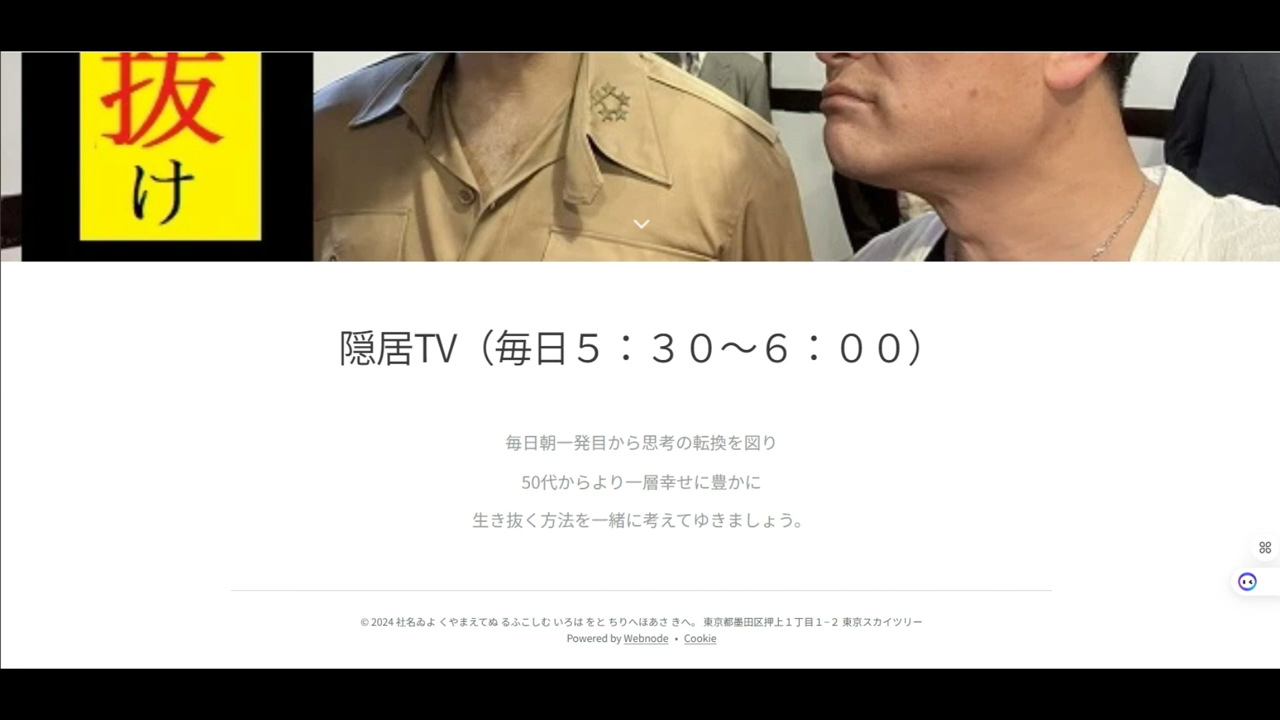 抜
け
隠居TV（毎日５：３０～６：００）
毎日朝一発目から思考の転換を図り
50代からより一層幸せに豊かに
生き抜く方法を一緒に考えてゆきましょう。
© 2024 社名ゐよ くやまえてぬ るふこしむ いろは をと ちりへほあさ きへ。 東京都墨田区押上１丁目１−２ 東京スカイツリー
Powered by Webnode • Cookie